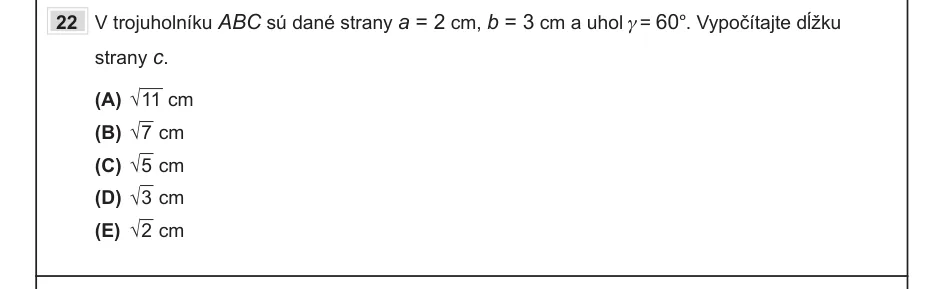 22 V trojuholníku ABC sú dané strany a = 2 cm, b = 3 cm a uhol γ = 60°. Vypočítajte dĺžku
strany c.
(A) √11 cm
(B) √7 cm
(C) √5 cm
(D) √3 cm
(E) √2 cm